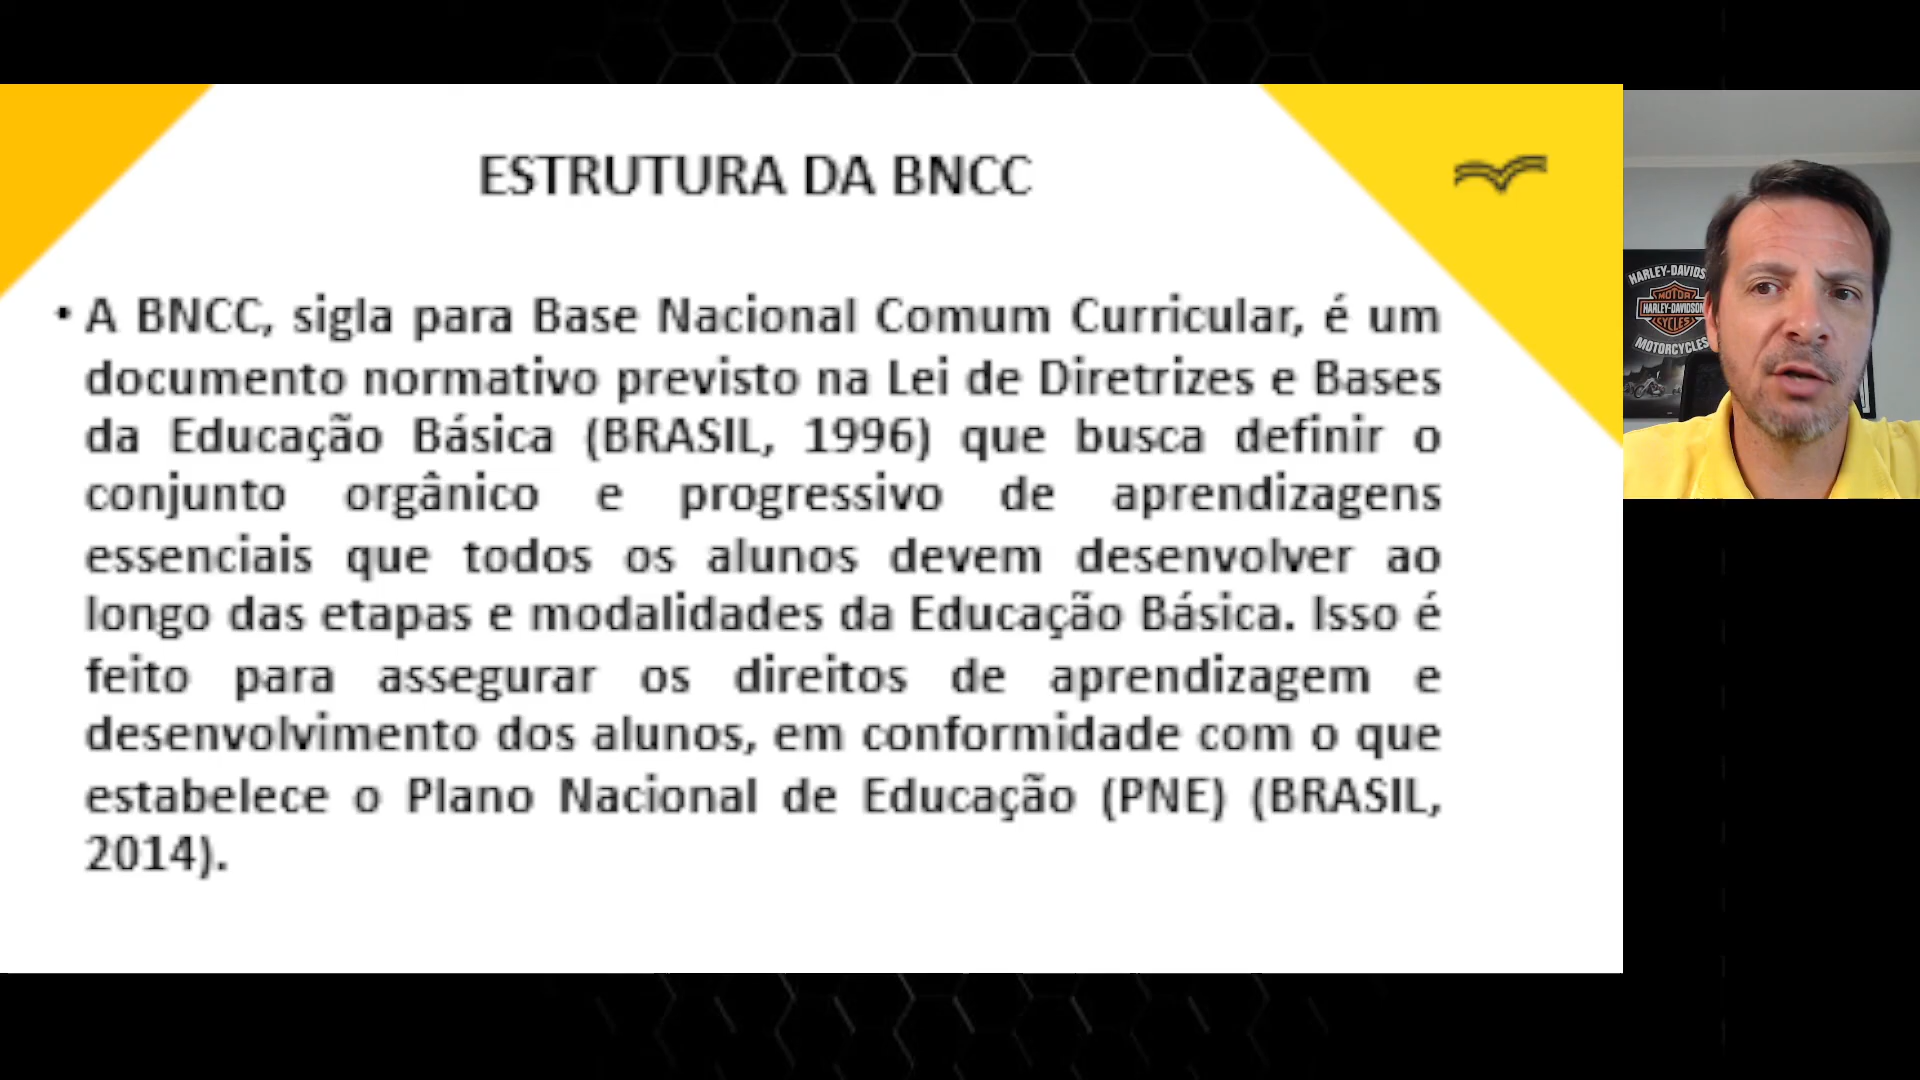 ESTRUTURA DA BNCC
• A BNCC, sigla para Base Nacional Comum Curricular, é um
documento normativo previsto na Lei de Diretrizes e Bases
da Educação Básica (BRASIL, 1996) que busca definir o
conjunto orgânico e progressivo de aprendizagens
essenciais que todos os alunos devem desenvolver ao
longo das etapas e modalidades da Educação Básica. Isso é
feito para assegurar os direitos de aprendizagem e
desenvolvimento dos alunos, em conformidade com o que
estabelece o Plano Nacional de Educação (PNE) (BRASIL,
2014).
HARLEY-DAVIDS
MOTOR
HARLEY-DAVIDSON
CYCLES
MOTORCYCLES